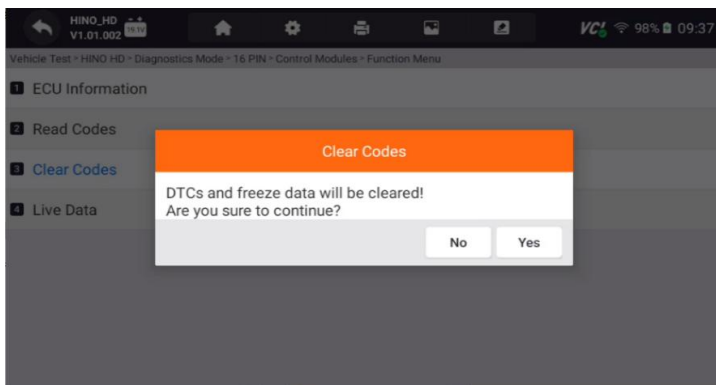 HINO_HD
V1.01.002
VCI 98% 09:37
Vehicle Test > HINO HD > Diagnostics Mode > 16 PIN > Control Modules > Function Menu
1 ECU Information
2 Read Codes
3 Clear Codes
4 Live Data
Clear Codes
DTCs and freeze data will be cleared!
Are you sure to continue?
No Yes